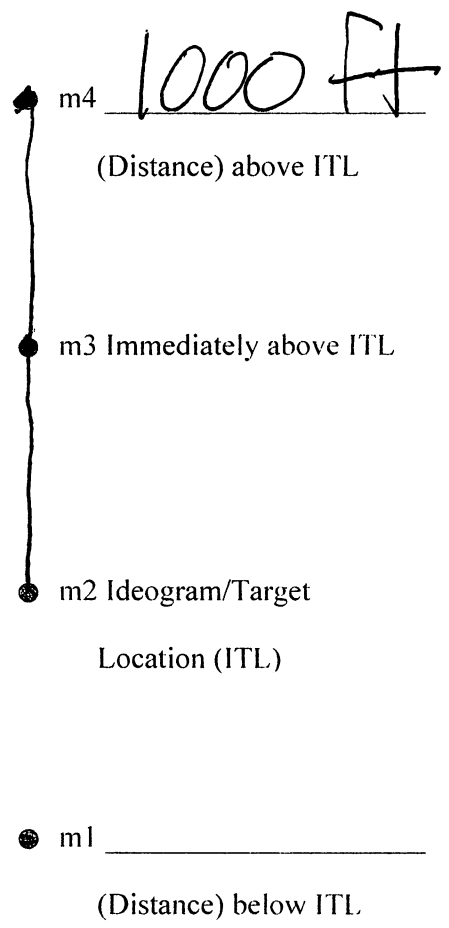 m4 1000 Ft
(Distance) above ITL
m3 Immediately above ITL
m2 Ideogram/Target
Location (ITL)
m1
(Distance) below ITL